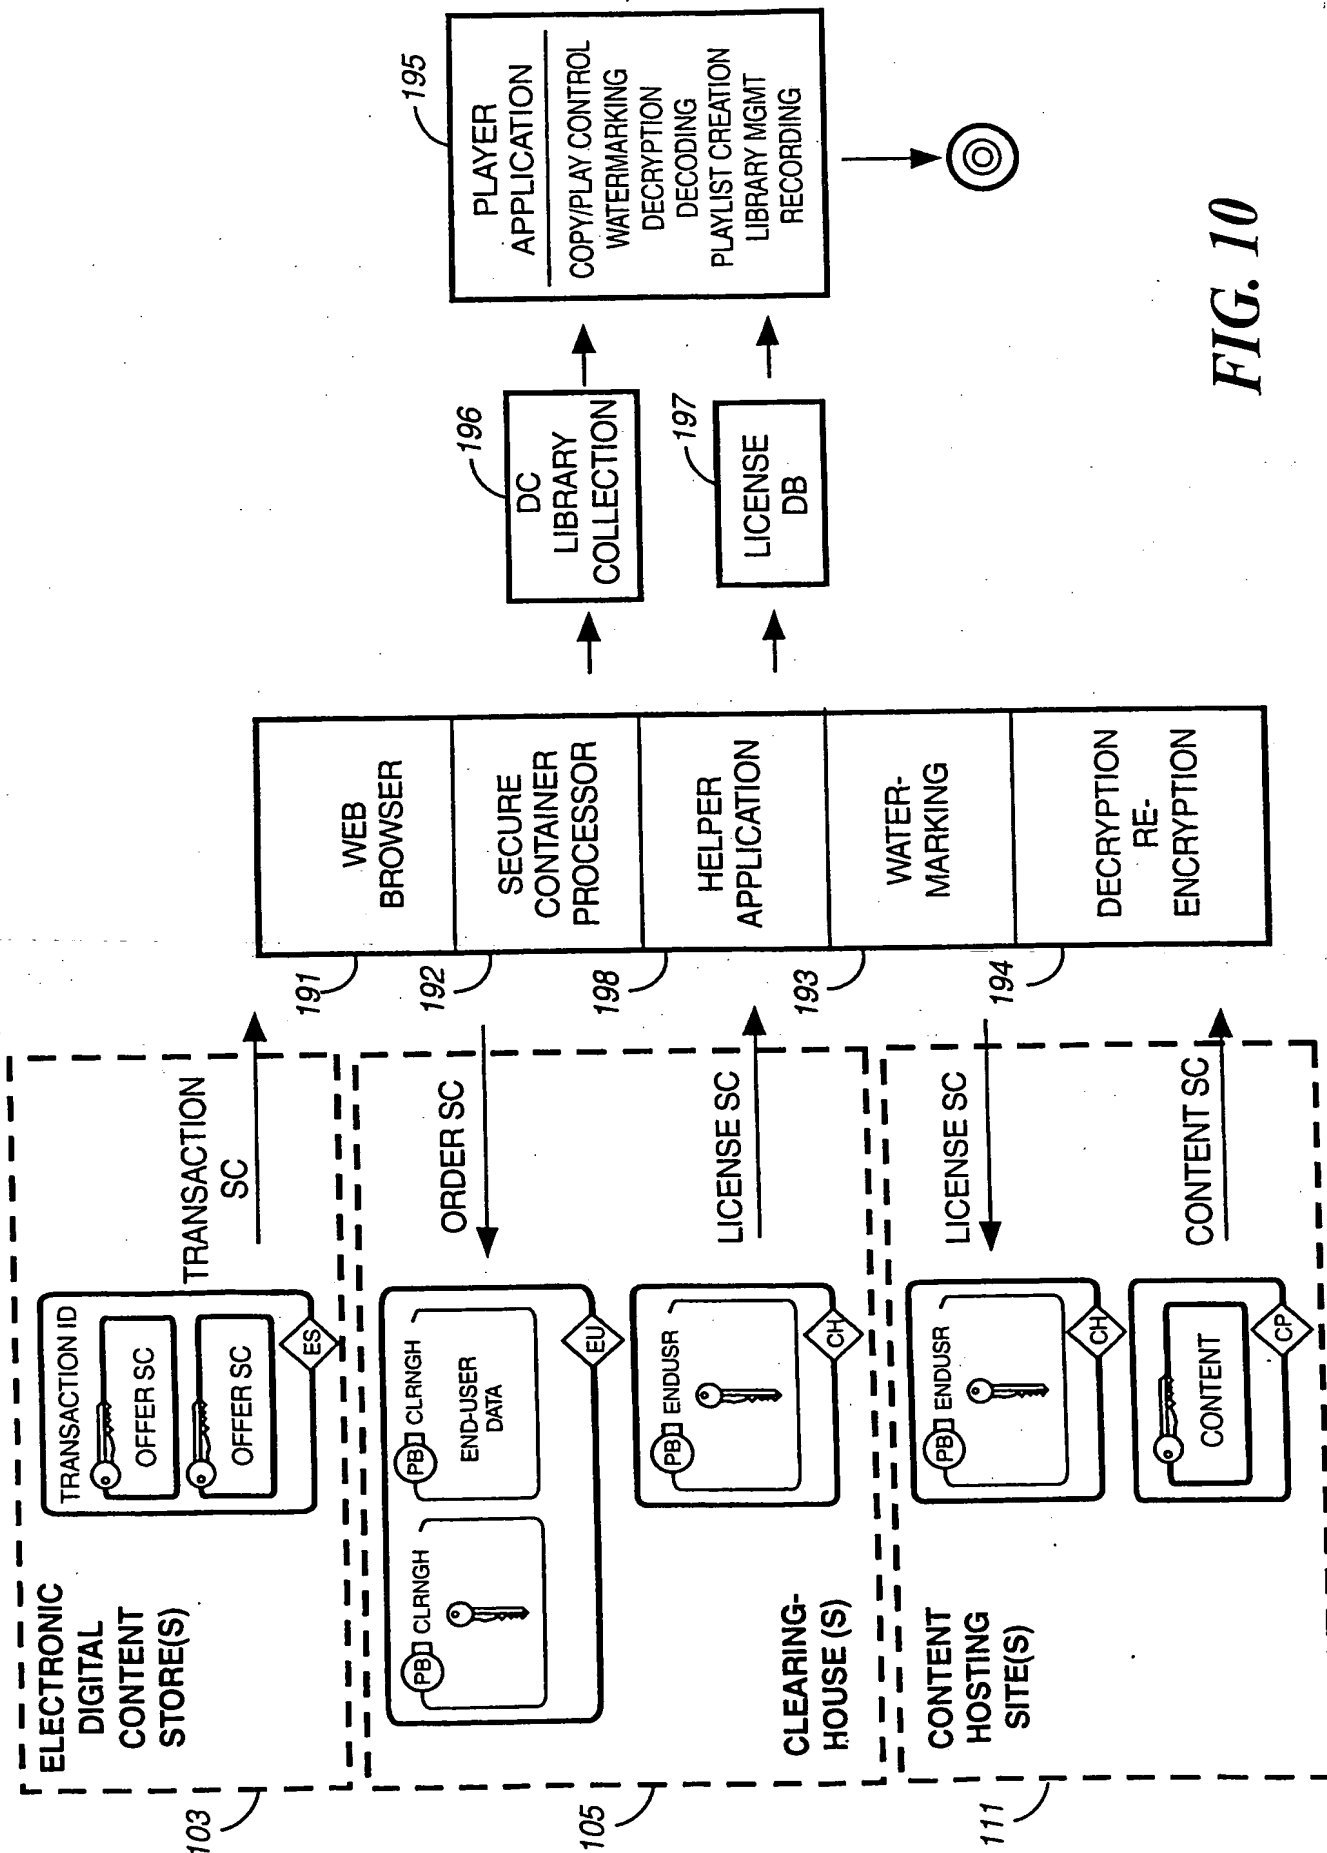 ELECTRONIC
DIGITAL
CONTENT
STORE(S)
103
TRANSACTION ID
OFFER SC
OFFER SC
ES
TRANSACTION
SC
PB CLRNGH
PB CLRNGH
END-USER
DATA
EU
ORDER SC
CLEARING-
HOUSE (S)
105
PB ENDUSR
CH
LICENSE SC
CONTENT
HOSTING
SITE(S)
111
PB ENDUSR
CH
LICENSE SC
CONTENT
CP
CONTENT SC
191
WEB
BROWSER
192
SECURE
CONTAINER
PROCESSOR
198
HELPER
APPLICATION
193
WATER-
MARKING
194
DECRYPTION
RE-
ENCRYPTION
196
DC
LIBRARY
COLLECTION
197
LICENSE
DB
195
PLAYER
APPLICATION
COPY/PLAY CONTROL
WATERMARKING
DECRYPTION
DECODING
PLAYLIST CREATION
LIBRARY MGMT
RECORDING
FIG. 10